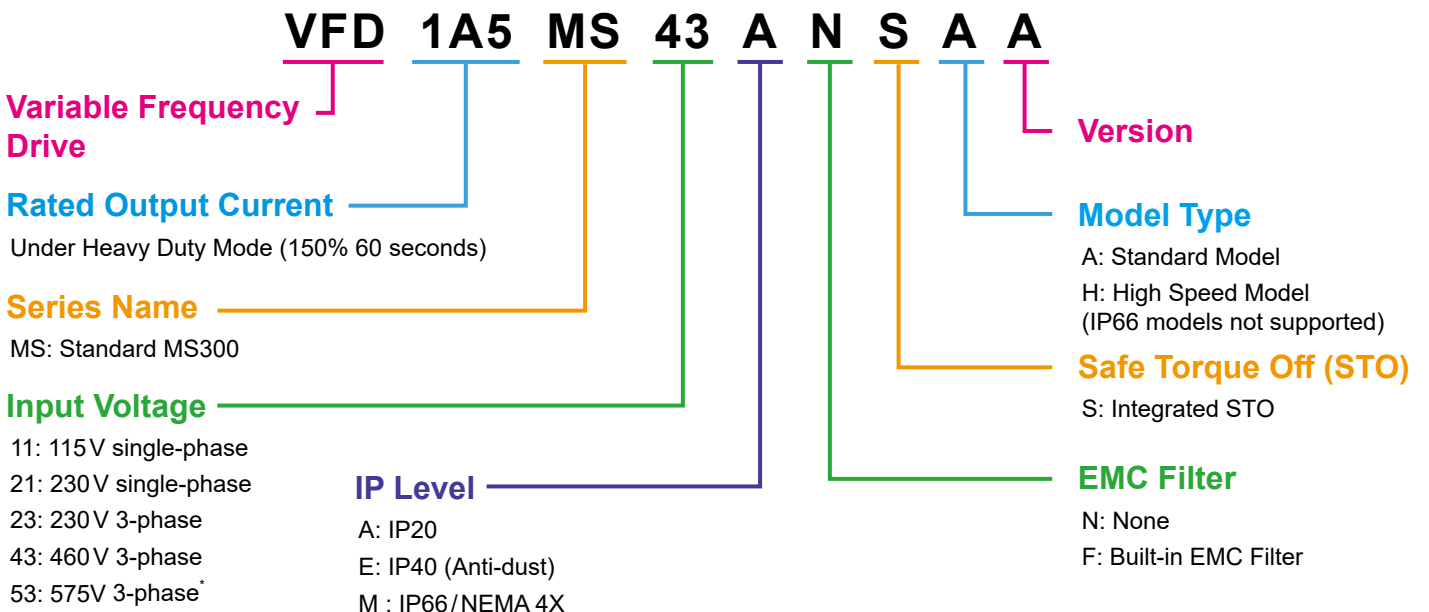 VFD 1A5 MS 43 A N S A A
Variable Frequency
Drive
Rated Output Current
Under Heavy Duty Mode (150% 60 seconds)
Series Name
MS: Standard MS300
Input Voltage
11: 115V single-phase
21: 230V single-phase
23: 230V 3-phase
43: 460V 3-phase
53: 575V 3-phase*
IP Level
A: IP20
E: IP40 (Anti-dust)
M : IP66/NEMA 4X
Version
Model Type
A: Standard Model
H: High Speed Model
(IP66 models not supported)
Safe Torque Off (STO)
S: Integrated STO
EMC Filter
N: None
F: Built-in EMC Filter